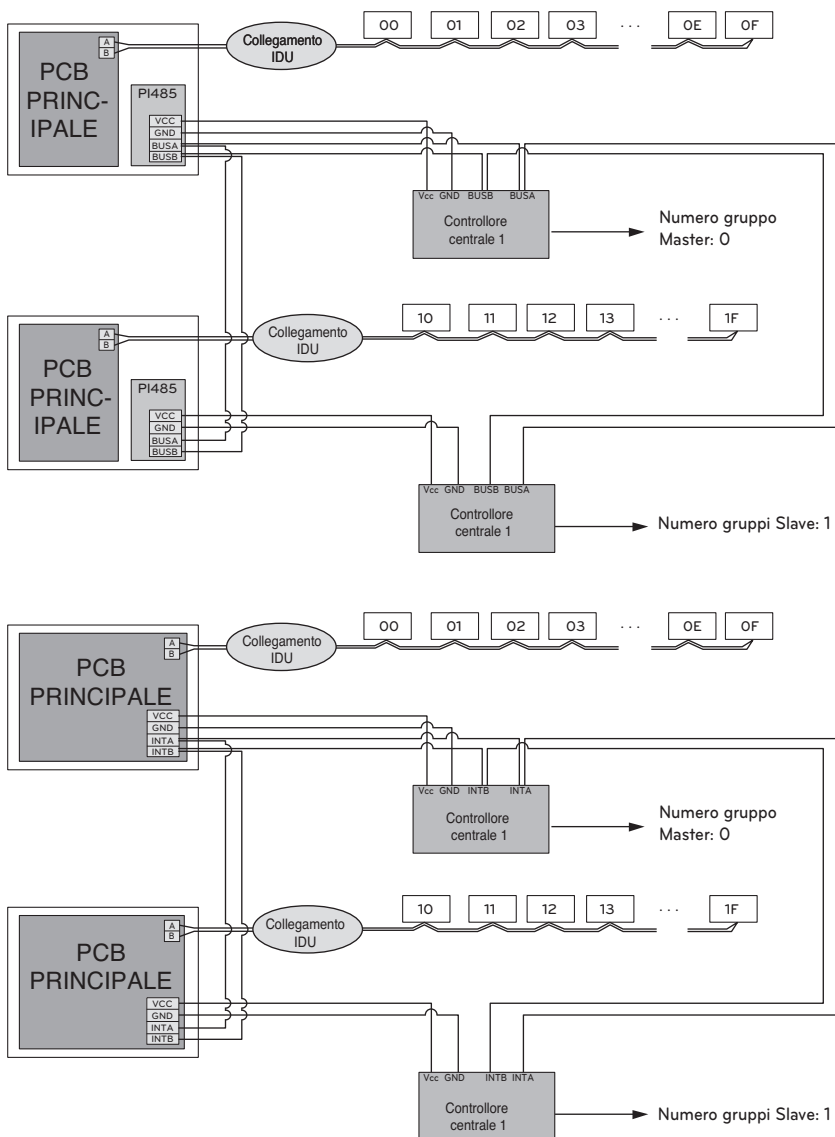 A
B
PCB
PRINC-
IPALE
PI485
VCC
GND
BUSA
BUSB
Collegamento
IDU
00 01 02 03 ... 0E 0F
Vcc GND BUSB BUSA
Controllore
centrale 1
Numero gruppo
Master: 0
A
B
PCB
PRINC-
IPALE
PI485
VCC
GND
BUSA
BUSB
Collegamento
IDU
10 11 12 13 ... 1F
Vcc GND BUSB BUSA
Controllore
centrale 1
Numero gruppi Slave: 1
A
B
PCB
PRINCIPALE
VCC
GND
INTA
INTB
Collegamento
IDU
00 01 02 03 ... 0E 0F
Vcc GND INTB INTA
Controllore
centrale 1
Numero gruppo
Master: 0
A
B
PCB
PRINCIPALE
VCC
GND
INTA
INTB
Collegamento
IDU
10 11 12 13 ... 1F
Vcc GND INTB INTA
Controllore
centrale 1
Numero gruppi Slave: 1